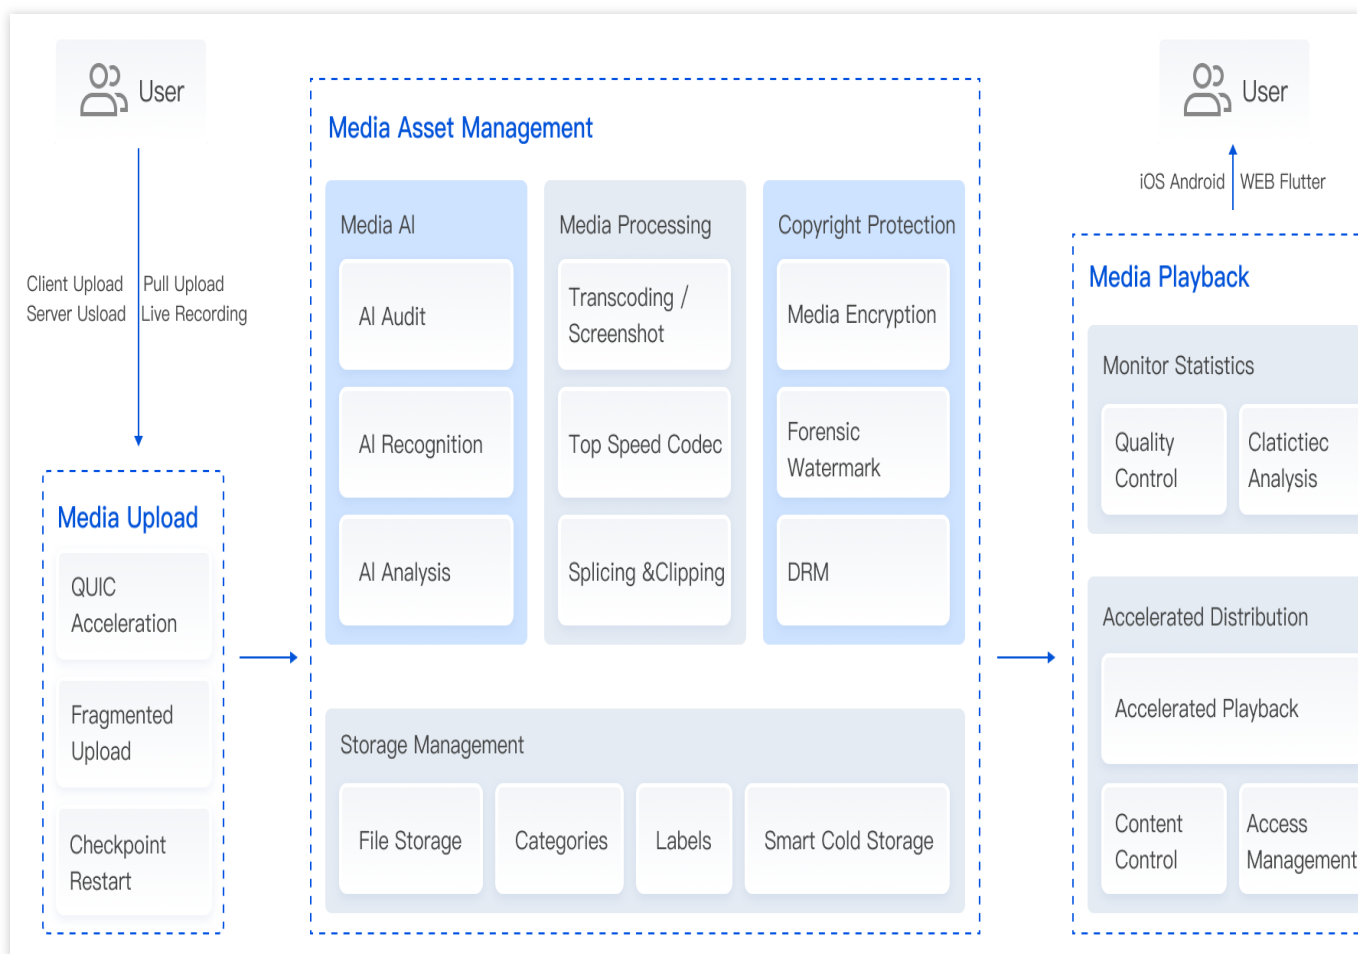 User
Client Upload
Server Usload
Pull Upload
Live Recording
Media Upload
QUIC
Acceleration
Fragmented
Upload
Checkpoint
Restart
Media Asset Management
Media AI
AI Audit
AI Recognition
AI Analysis
Media Processing
Transcoding /
Screenshot
Top Speed Codec
Splicing &Clipping
Copyright Protection
Media Encryption
Forensic
Watermark
DRM
Storage Management
File Storage
Categories
Labels
Smart Cold Storage
User
iOS Android
WEB Flutter
Media Playback
Monitor Statistics
Quality
Control
Clatictiec
Analysis
Accelerated Distribution
Accelerated Playback
Content
Control
Access
Management